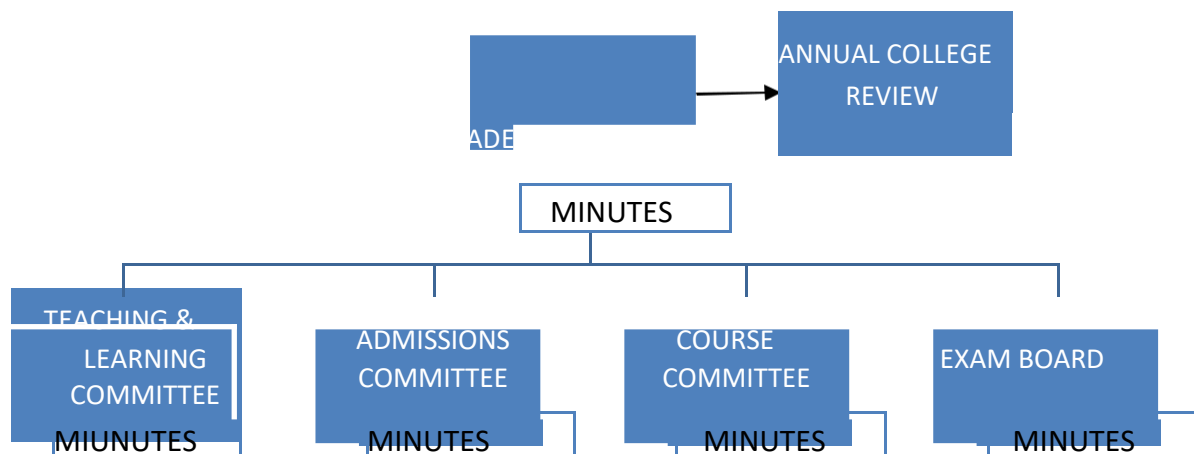 ANNUAL COLLEGE
REVIEW
ADE
MINUTES
TEACHING &
LEARNING
COMMITTEE
MIUNUTES
ADMISSIONS
COMMITTEE
MINUTES
COURSE
COMMITTEE
MINUTES
EXAM BOARD
MINUTES